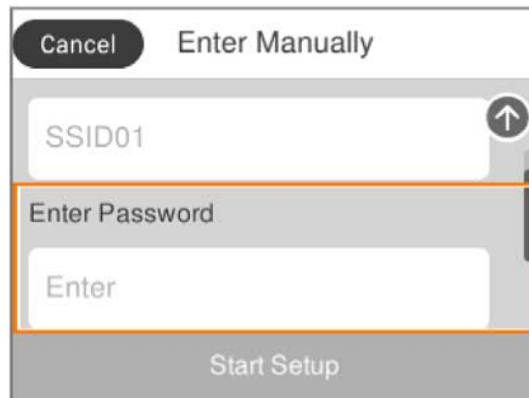 Cancel Enter Manually
SSID01
Enter Password
Enter
Start Setup